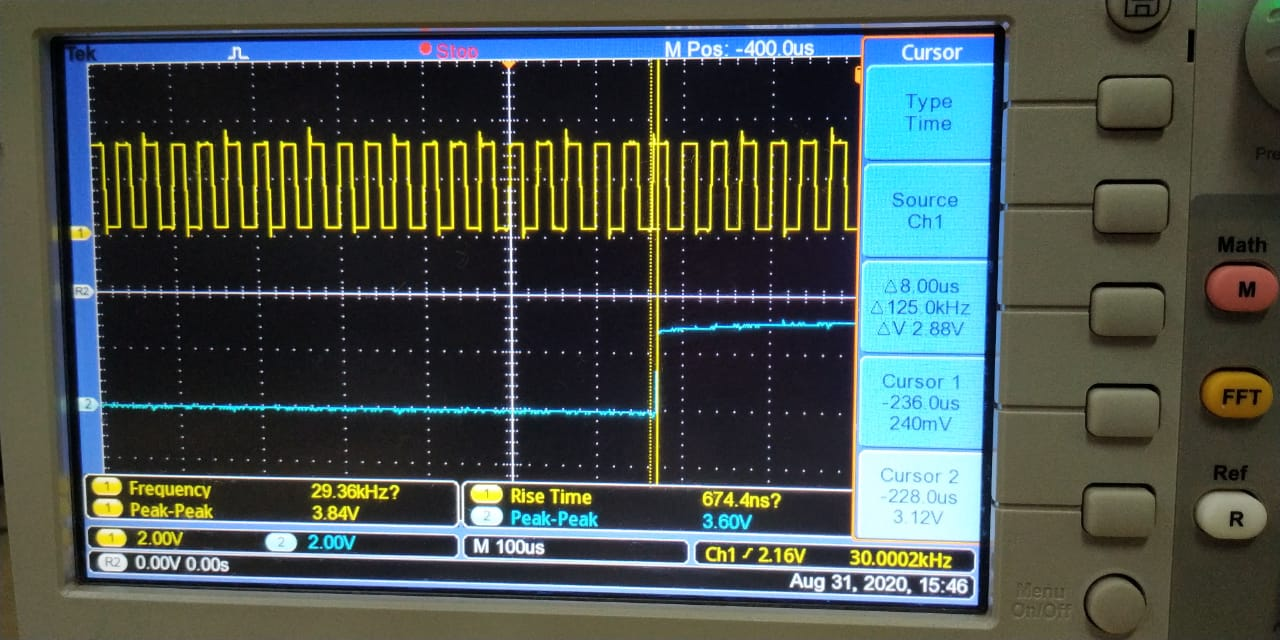 Tek
Stop
M Pos: -400.0us
Cursor
Type
Time
Source
Ch1
△8.00us
△125.0kHz
△V 2.88V
Cursor 1
-236.0us
240mV
Cursor 2
-228.0us
3.12V
1
R2
2
1 Frequency 29.36kHz?
1 Peak-Peak 3.84V
1 Rise Time 674.4ns?
2 Peak-Peak 3.60V
1 2.00V 2 2.00V
M 100us
Ch1 2.16V 30.0002kHz
R2 0.00V 0.00s
Aug 31, 2020, 15:46
Math
M
FFT
Ref
R
Menu
On/Off